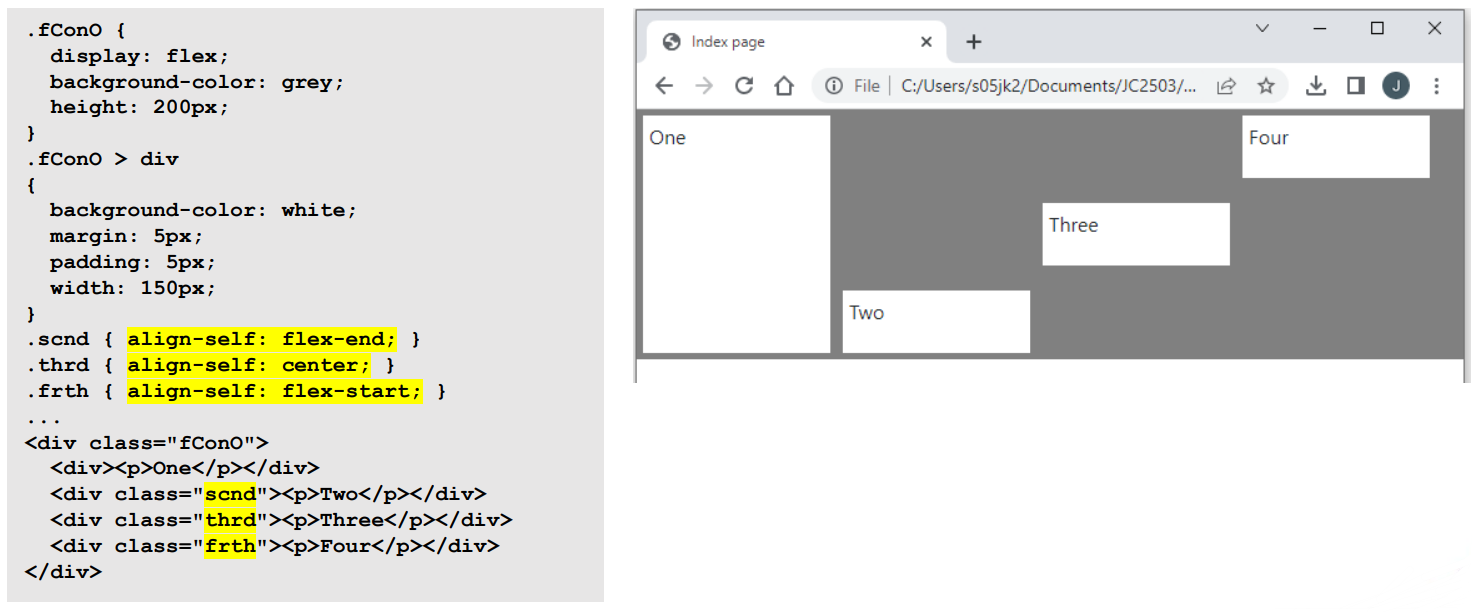 .fConO {
  display: flex;
  background-color: grey;
  height: 200px;
}
.fConO > div
{
  background-color: white;
  margin: 5px;
  padding: 5px;
  width: 150px;
}
.scnd { align-self: flex-end; }
.thrd { align-self: center; }
.frth { align-self: flex-start; }
...
<div class="fConO">
  <div><p>One</p></div>
  <div class="scnd"><p>Two</p></div>
  <div class="thrd"><p>Three</p></div>
  <div class="frth"><p>Four</p></div>
</div>
Index page
File | C:/Users/s05jk2/Documents/JC2503/...
J
One
Four
Three
Two